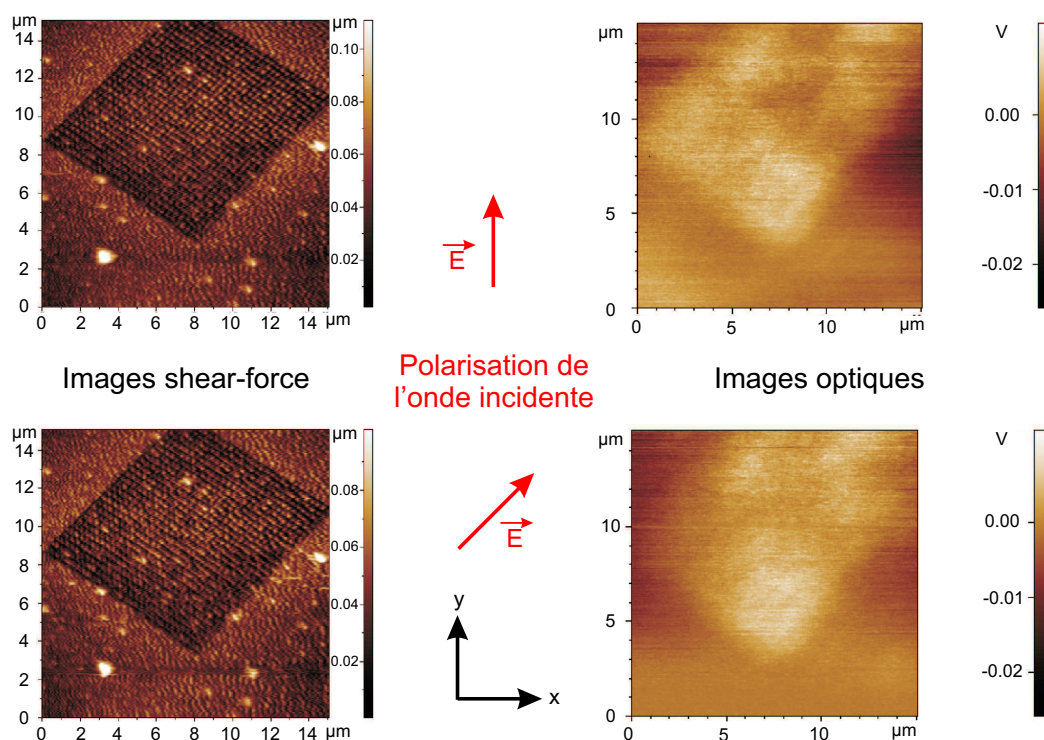 µm
14
12
10
8
6
4
2
0
0 2 4 6 8 10 12 14
µm
µm
0.10
0.08
0.06
0.04
0.02
E
µm
10
5
0
0 5 10
µm
V
0.00
-0.01
-0.02
Images shear-force
Polarisation de
l'onde incidente
Images optiques
µm
14
12
10
8
6
4
2
0
0 2 4 6 8 10 12 14
µm
µm
0.08
0.06
0.04
0.02
E
y
x
µm
10
5
0
0 5 10
µm
V
0.00
-0.01
-0.02